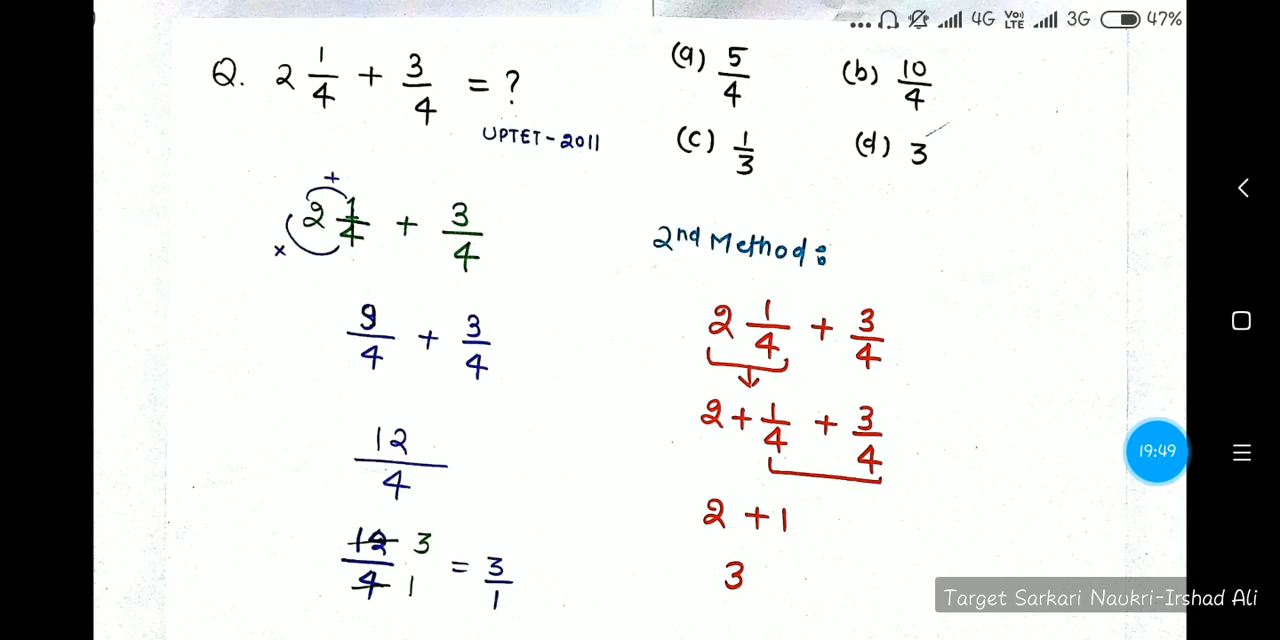 ... 4G VoLTE 3G 47%
Q. 2 1/4 + 3/4 = ?
UPTET-2011
(a) 5/4 (b) 10/4
(c) 1/3 (d) 3
+
2 1/4 + 3/4
×
9/4 + 3/4
12/4
12/4 3/1 = 3/1
2nd Method:
2 1/4 + 3/4
2 + 1/4 + 3/4
2 + 1
3
19:49
Target Sarkari Naukri-Irshad Ali